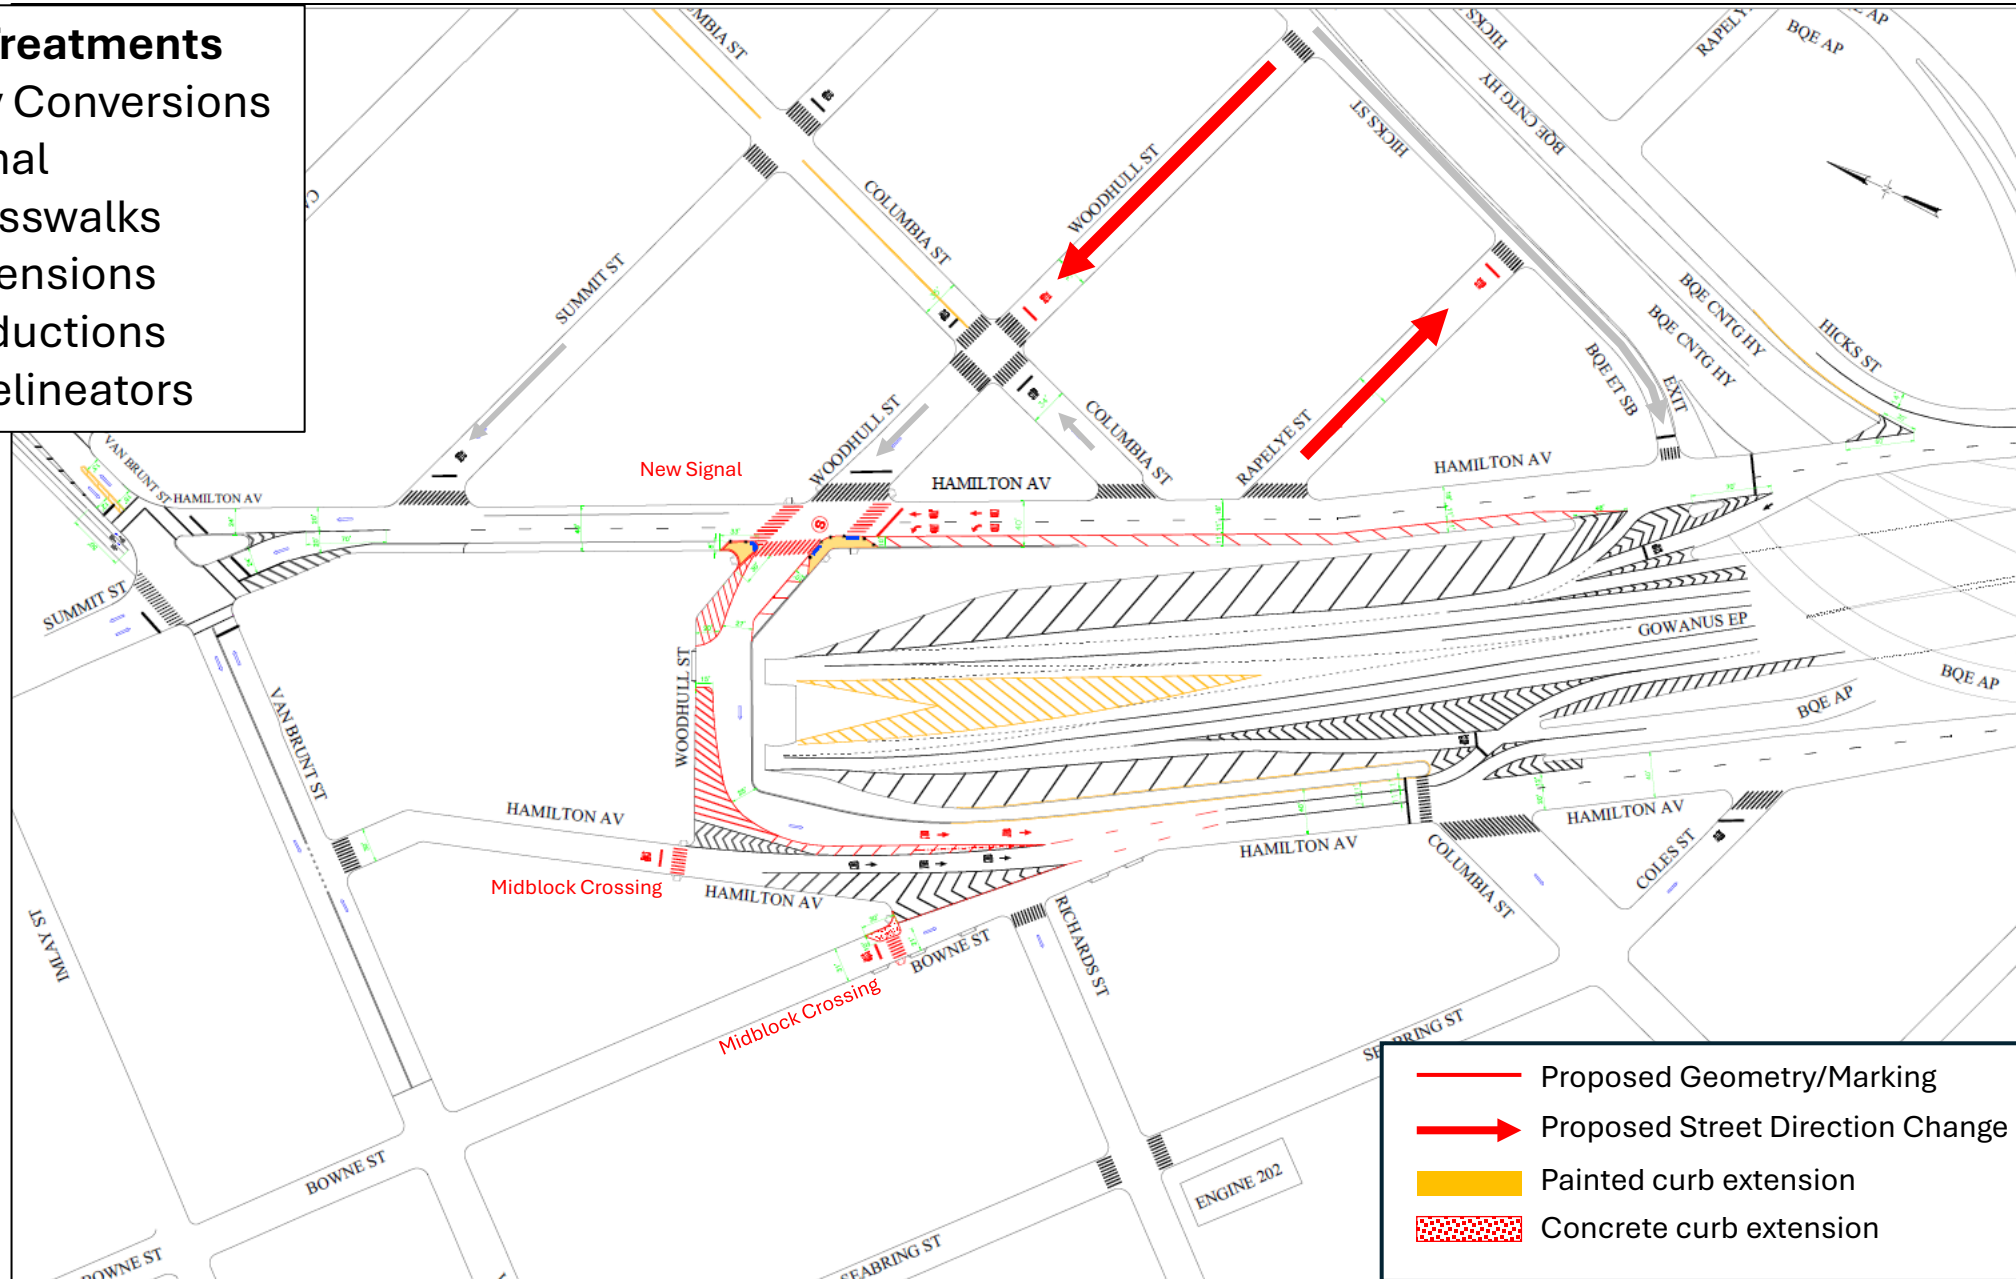 reatments
Conversions
nal
sswalks
ensions
ductions
elineators
MBIA ST
COLUMBIA ST
WOODHULL ST
HICKS ST
HICKS
BQE CNTG HY
RAPELY
AP
BQE AP
SUMMIT ST
BQE CNTG HY
BQE CNTG HY
HICKS ST
BQE ET SB
EXIT
WOODHULL ST
COLUMBIA ST
RAPELYE ST
VAN BRUNT ST
HAMILTON AV
New Signal
HAMILTON AV
HAMILTON AV
SUMMIT ST
GOWANUS EP
BQE AP
BQE AP
WOODHULL ST
VAN BRUNT ST
HAMILTON AV
HAMILTON AV
HAMILTON AV
COLUMBIA ST
COLES ST
Midblock Crossing
HAMILTON AV
IMLAY ST
BOWNE ST
RICHARDS ST
Midblock Crossing
SEABRING ST
BOWNE ST
ENGINE 202
SEABRING ST
OWNE ST
Proposed Geometry/Marking
Proposed Street Direction Change
Painted curb extension
Concrete curb extension